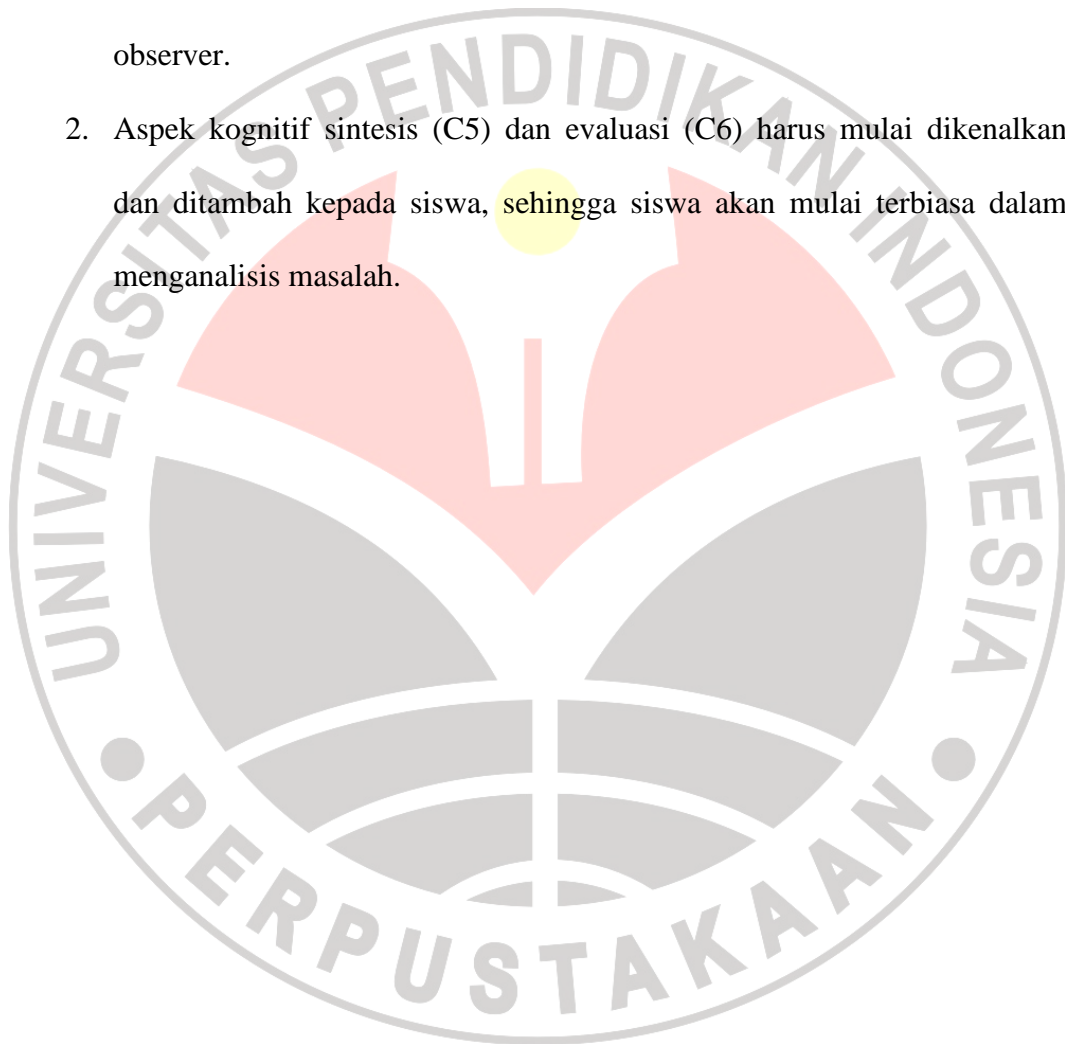 observer.
2. Aspek kognitif sintesis (C5) dan evaluasi (C6) harus mulai dikenalkan
dan ditambah kepada siswa, sehingga siswa akan mulai terbiasa dalam
menganalisis masalah.
UNIVERSITAS PENDIDIKAN INDONESIA
PERPUSTAKAAN